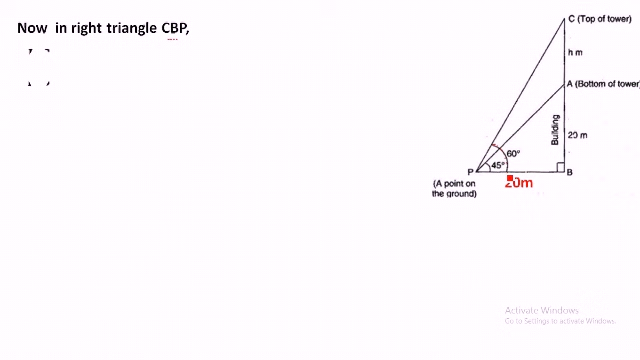 Now in right triangle CBP,
C (Top of tower)
h m
A (Bottom of tower)
Building
20 m
60°
45°
P
B
20m
(A point on
the ground)
Activate Windows
Go to Settings to activate Windows.